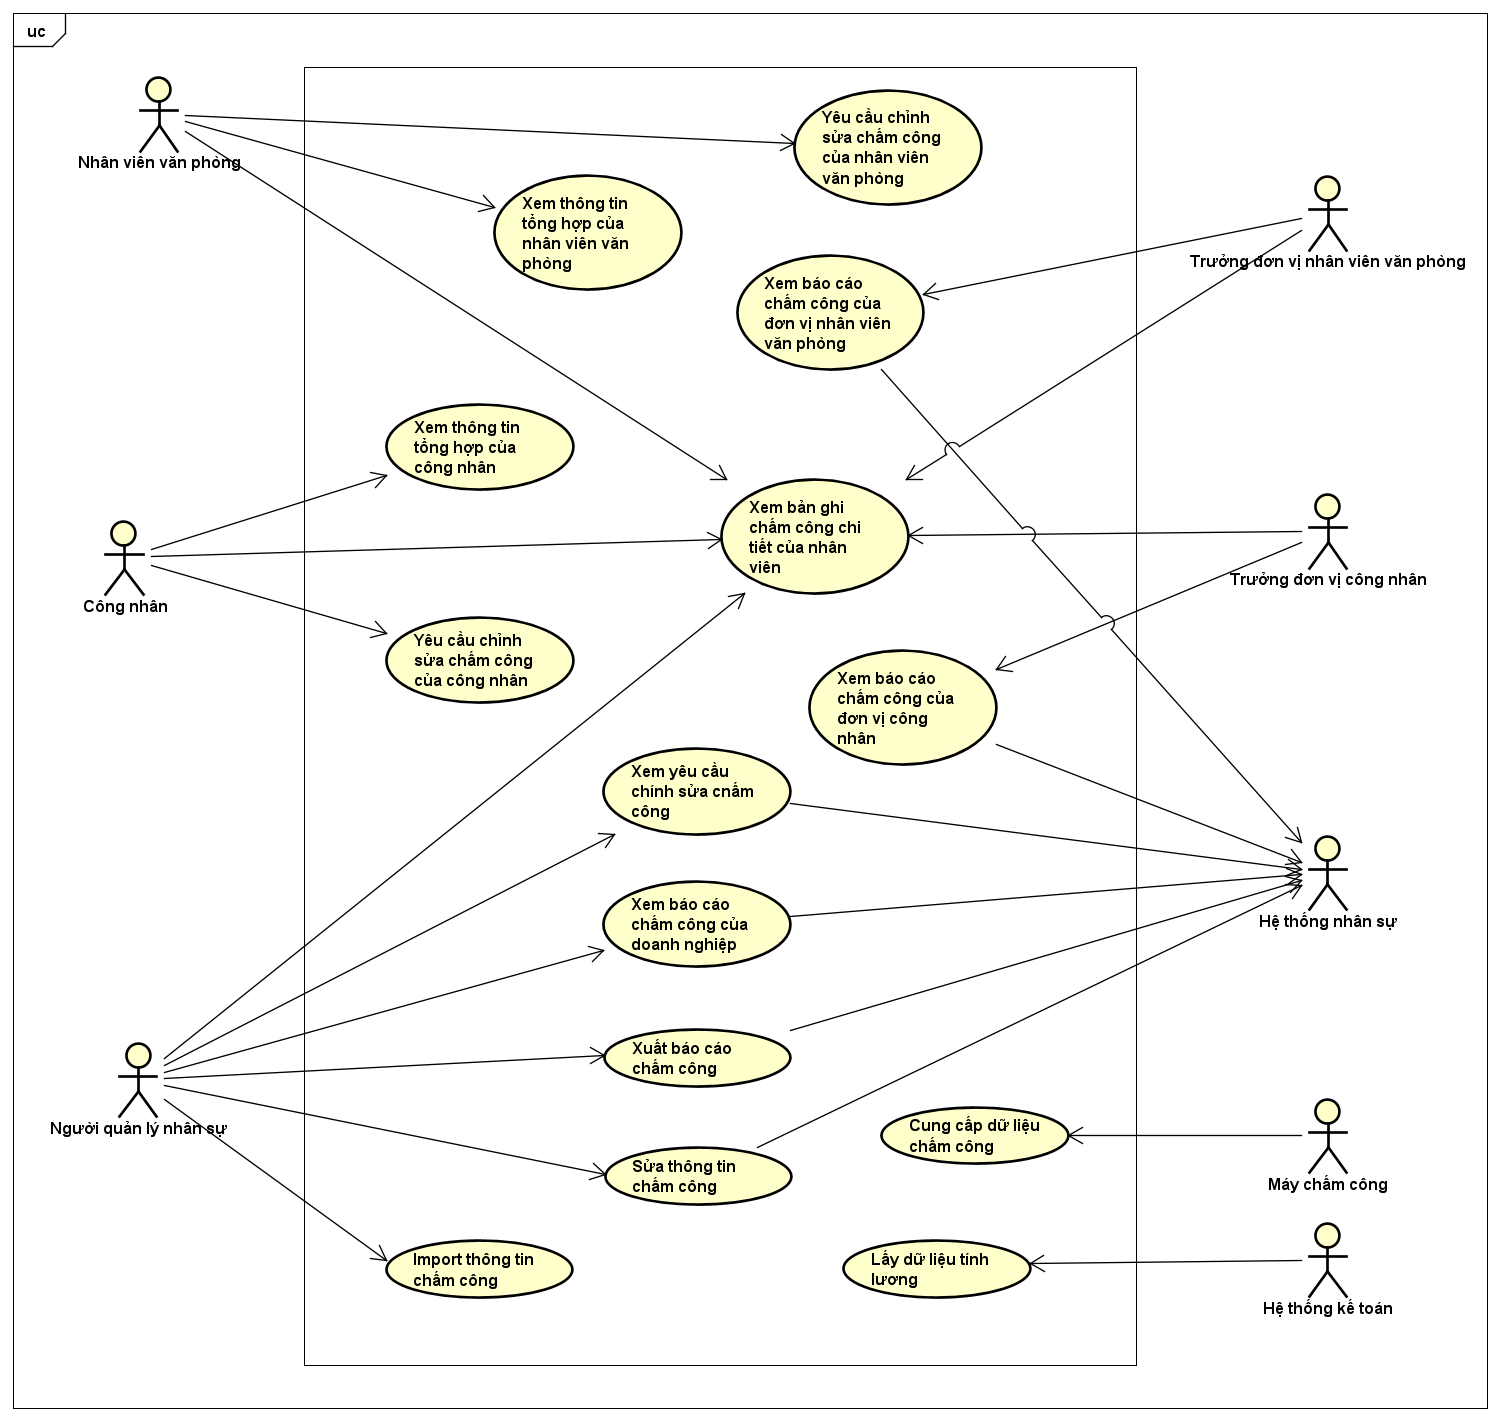 uc
Nhân viên văn phòng
Yêu cầu chỉnh
sửa chấm công
của nhân viên
văn phòng
Xem thông tin
tổng hợp của
nhân viên văn
phòng
Trưởng đơn vị nhân viên văn phòng
Xem báo cáo
chấm công của
đơn vị nhân viên
văn phòng
Xem thông tin
tổng hợp của
công nhân
Xem bản ghi
chấm công chi
tiết của nhân
viên
Công nhân
Trưởng đơn vị công nhân
Yêu cầu chỉnh
sửa chấm công
của công nhân
Xem báo cáo
chấm công của
đơn vị công
nhân
Xem yêu cầu
chính sửa cnấm
công
Xem báo cáo
chấm công của
doanh nghiệp
Hệ thống nhân sự
Xuất báo cáo
chấm công
Người quản lý nhân sự
Cung cấp dữ liệu
chấm công
Sửa thông tin
chấm công
Máy chấm công
Import thông tin
chấm công
Lấy dữ liệu tính
lương
Hệ thống kế toán